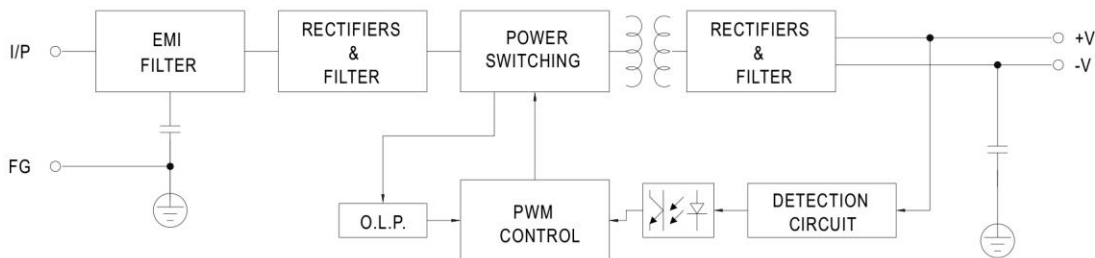 I/P
EMI
FILTER
RECTIFIERS
&
FILTER
POWER
SWITCHING
RECTIFIERS
&
FILTER
+V
-V
FG
O.L.P.
PWM
CONTROL
DETECTION
CIRCUIT